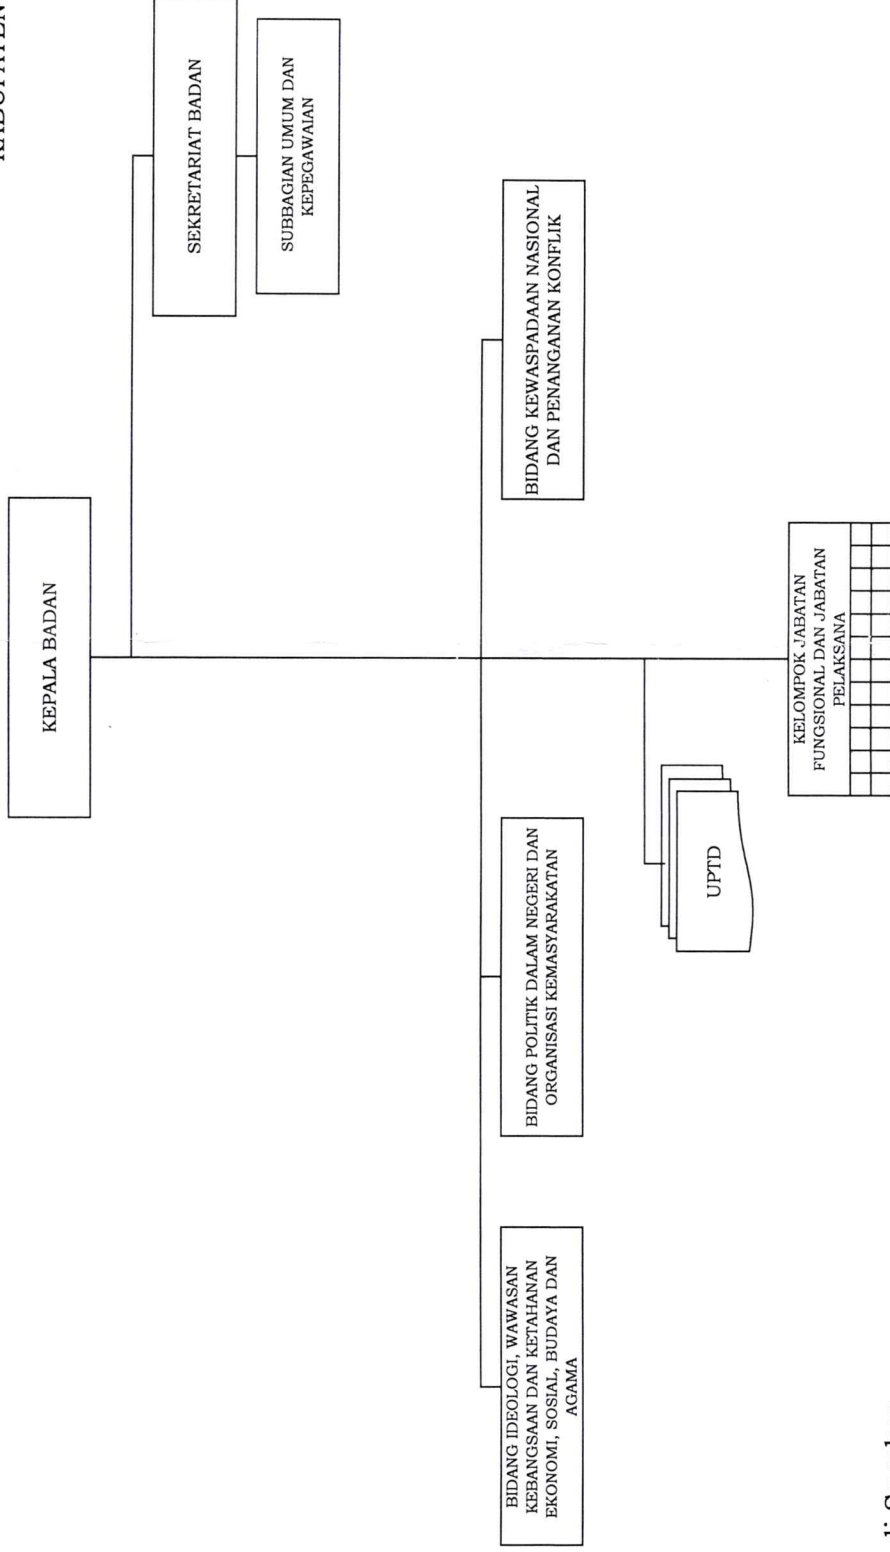 KEPALA BADAN
SEKRETARIAT BADAN
SUBBAGIAN UMUM DAN
KEPEGAWAIAN
BIDANG IDEOLOGI, WAWASAN
KEBANGSAAN DAN KETAHANAN
EKONOMI, SOSIAL, BUDAYA DAN
AGAMA
BIDANG POLITIK DALAM NEGERI DAN
ORGANISASI KEMASYARAKATAN
BIDANG KEWASPADAAN NASIONAL
DAN PENANGANAN KONFLIK
UPTD
KELOMPOK JABATAN
FUNGSIONAL DAN JABATAN
PELAKSANA